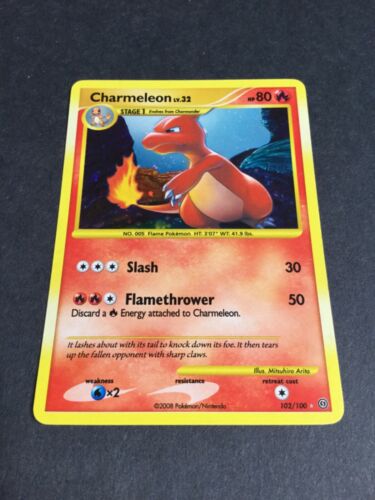 Charmeleon LV.32 HP 80
STAGE 1 Evolves from Charmander
NO. 005 Flame Pokémon. HT: 3'07" WT: 41.9 lbs.
Slash 30
Flamethrower 50
Discard a Energy attached to Charmeleon.
It lashes about with its tail to knock down its foe. It then tears
up the fallen opponent with sharp claws.
Illus. Mitsuhiro Arita
weakness resistance retreat cost
×2
©2008 Pokémon/Nintendo
102/100